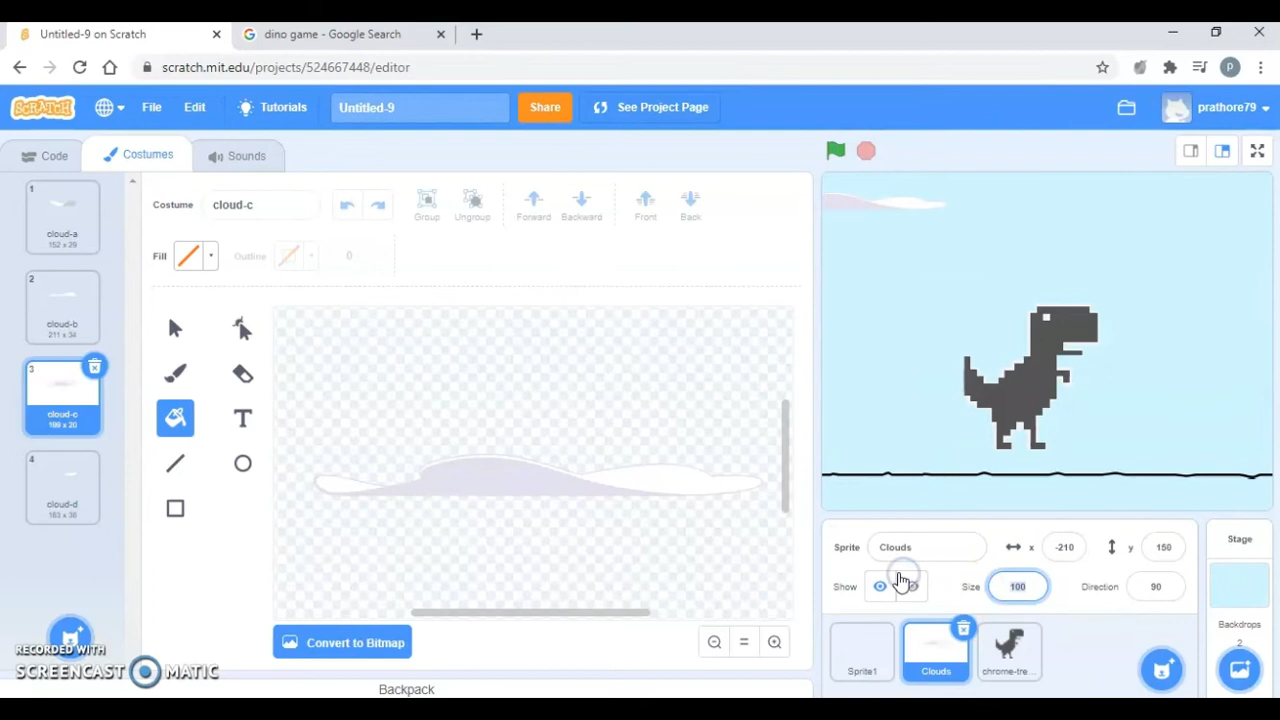 Untitled-9 on Scratch
dino game - Google Search
scratch.mit.edu/projects/524667448/editor
P
SCRATCH
File
Edit
Tutorials
Untitled-9
Share
See Project Page
prathore79
Code
Costumes
Sounds
1
cloud-a
152 x 29
2
cloud-b
211 x 34
3
cloud-c
199 x 20
4
cloud-d
Costume
cloud-c
Group
Ungroup
Forward
Backward
Front
Back
Fill
Outline
0
T
Convert to Bitmap
Backpack
Sprite
Clouds
x
-210
y
150
Show
Size
100
Direction
90
Stage
Backdrops
2
Sprite1
Clouds
chrome-tre...
RECORDED WITH
SCREENCAST MATIC